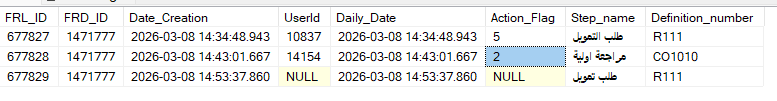 FRL_ID FRD_ID Date_Creation UserId Daily_Date Action_Flag Step_name Definition_number
677827 1471777 2026-03-08 14:34:48.943 10837 2026-03-08 14:34:48.943 5 طلب التمويل R111
677828 1471777 2026-03-08 14:43:01.667 14154 2026-03-08 14:43:01.667 2 مراجعة اولية CO1010
677829 1471777 2026-03-08 14:53:37.860 NULL 2026-03-08 14:53:37.860 NULL طلب تمويل R111